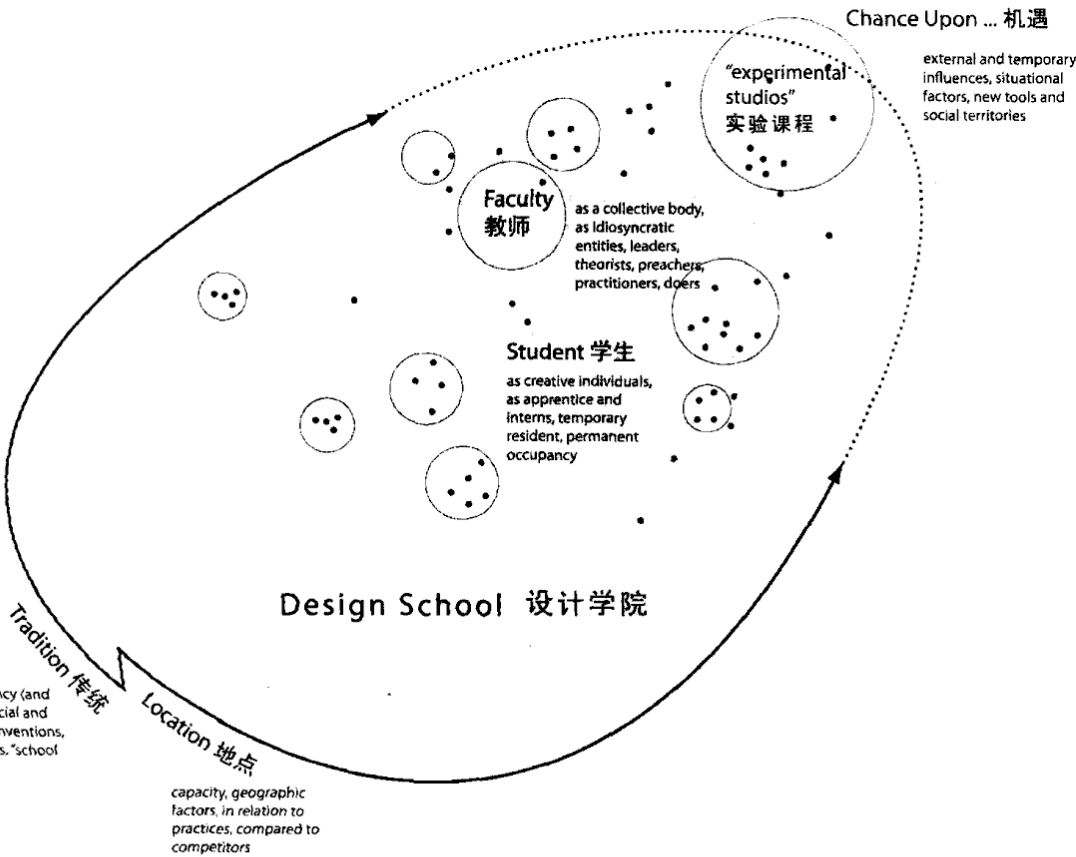 Chance Upon ... 机遇
external and temporary
influences, situational
factors, new tools and
social territories
"experimental
studios"
实验课程
Faculty
教师
as a collective body,
as idiosyncratic
entities, leaders,
theorists, preachers,
practitioners, doers
Student 学生
as creative individuals,
as apprentice and
interns, temporary
resident, permanent
occupancy
Design School 设计学院
Tradition 传统
(and
and
"school
Location 地点
capacity, geographic
factors, in relation to
practices, compared to
competitors